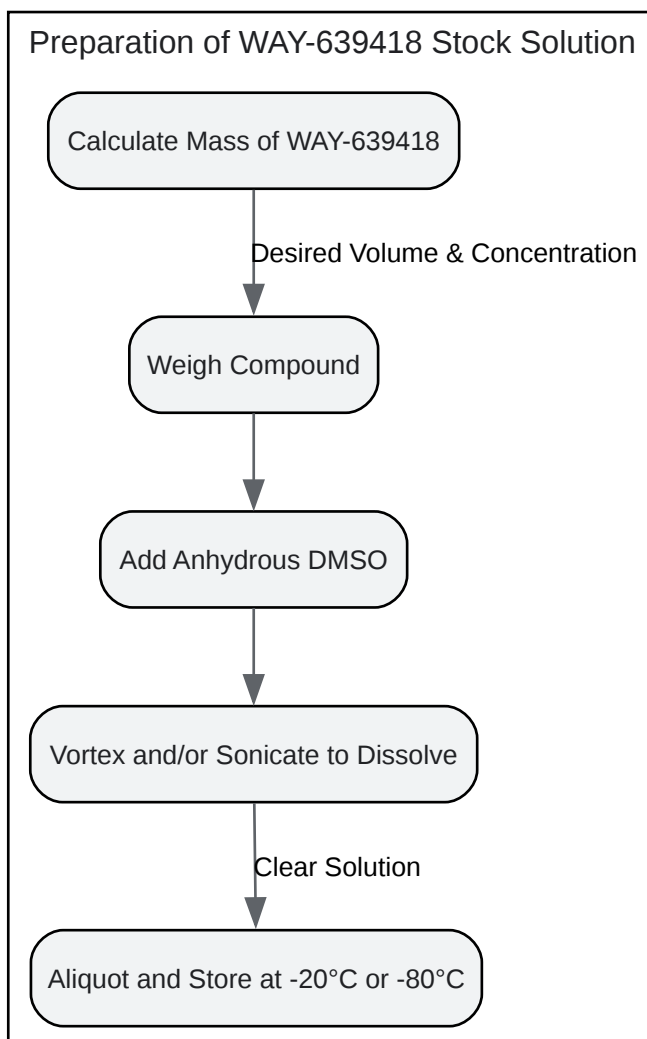 Preparation of WAY-639418 Stock Solution
Calculate Mass of WAY-639418
Desired Volume & Concentration
Weigh Compound
Add Anhydrous DMSO
Vortex and/or Sonicate to Dissolve
Clear Solution
Aliquot and Store at -20°C or -80°C